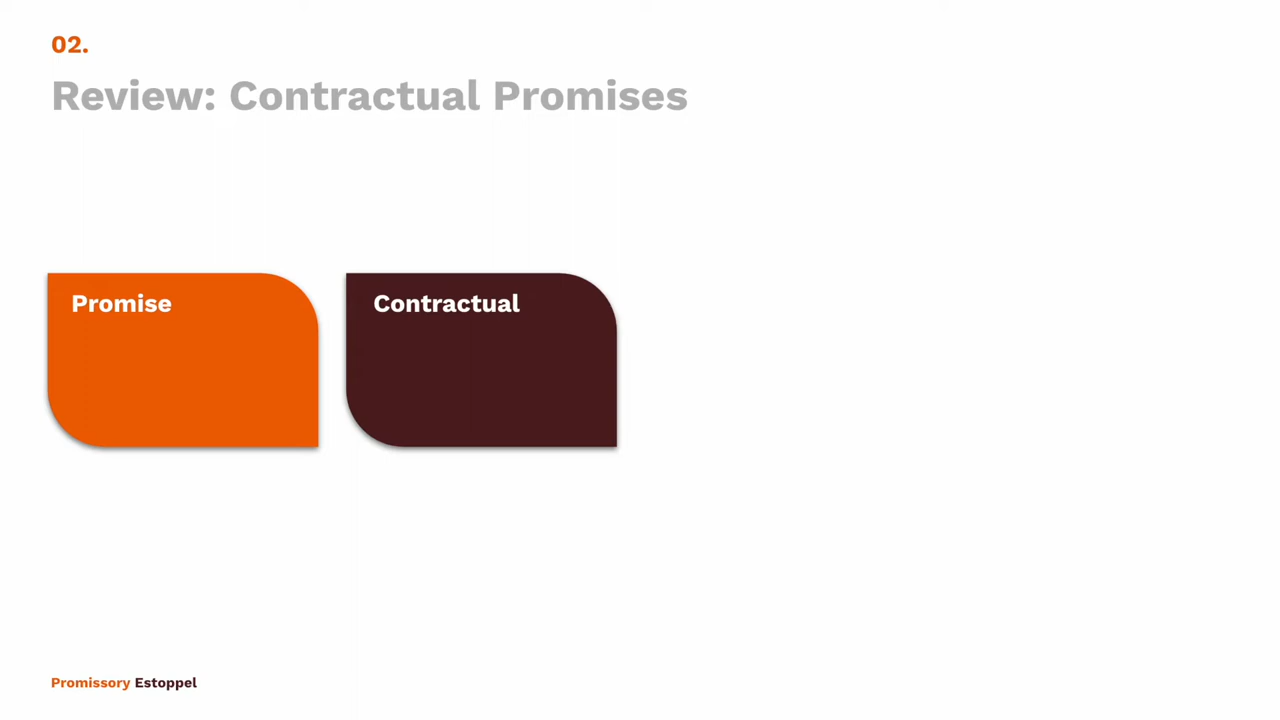 02.
Review: Contractual Promises
Promise
Contractual
Promissory Estoppel